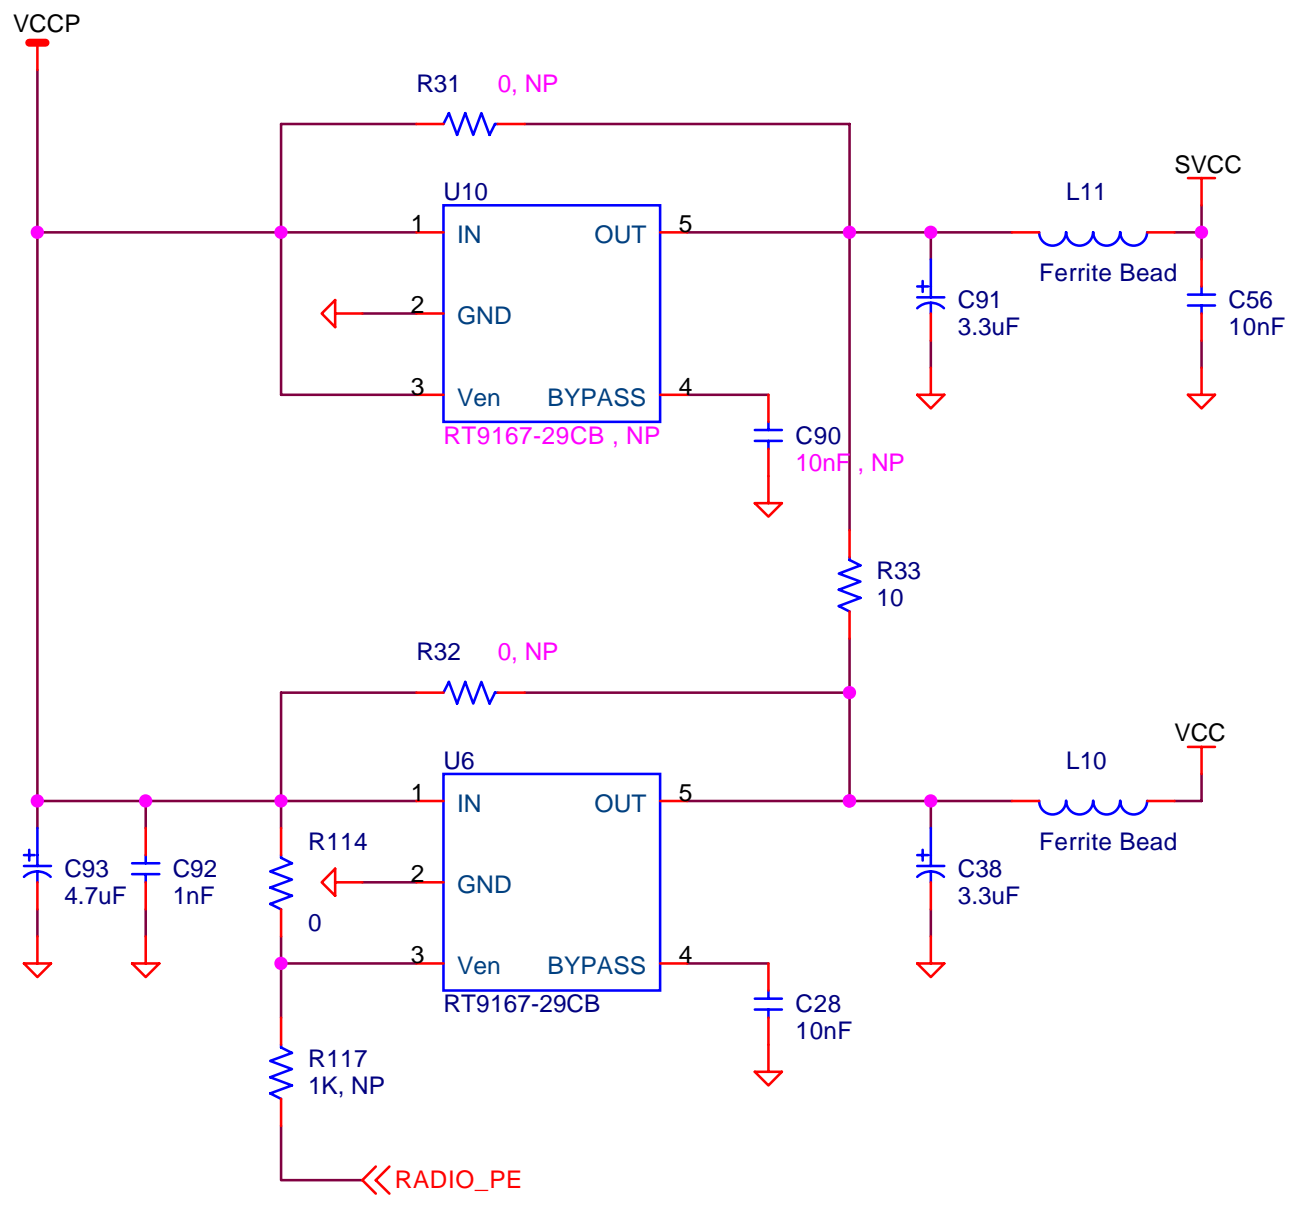 VCCP
R31 0, NP
U10
1 IN OUT 5
2 GND
3 Ven BYPASS 4
RT9167-29CB , NP
C90
10nF , NP
C91
3.3uF
L11
Ferrite Bead
SVCC
C56
10nF
R33
10
R32 0, NP
U6
1 IN OUT 5
2 GND
3 Ven BYPASS 4
RT9167-29CB
C93
4.7uF
C92
1nF
R114
0
R117
1K, NP
RADIO_PE
C28
10nF
C38
3.3uF
L10
Ferrite Bead
VCC